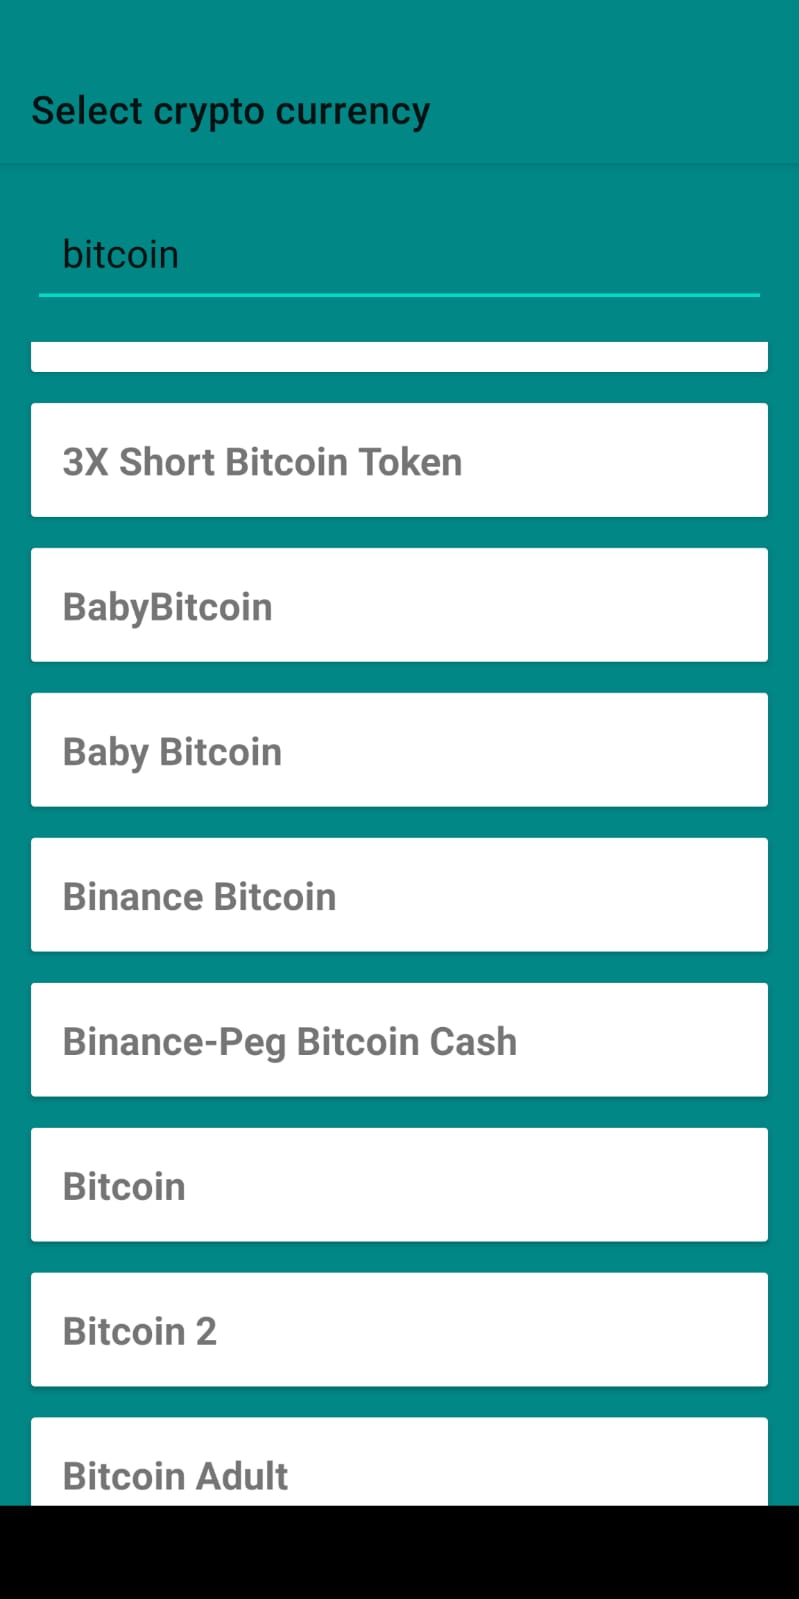 Select crypto currency
bitcoin
3X Short Bitcoin Token
BabyBitcoin
Baby Bitcoin
Binance Bitcoin
Binance-Peg Bitcoin Cash
Bitcoin
Bitcoin 2
Bitcoin Adult